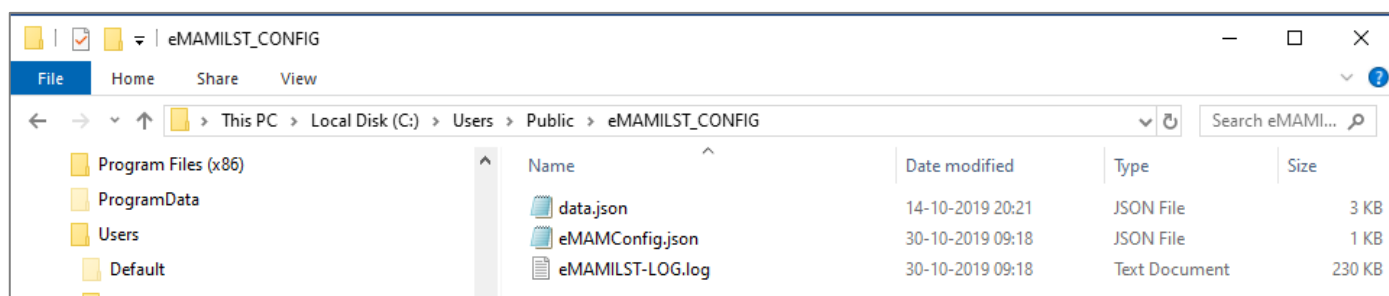 eMAMILST_CONFIG
File Home Share View
This PC > Local Disk (C:) > Users > Public > eMAMILST_CONFIG Search eMAMI...
Program Files (x86)
ProgramData
Users
Default
Name Date modified Type Size
data.json 14-10-2019 20:21 JSON File 3 KB
eMAMConfig.json 30-10-2019 09:18 JSON File 1 KB
eMAMILST-LOG.log 30-10-2019 09:18 Text Document 230 KB